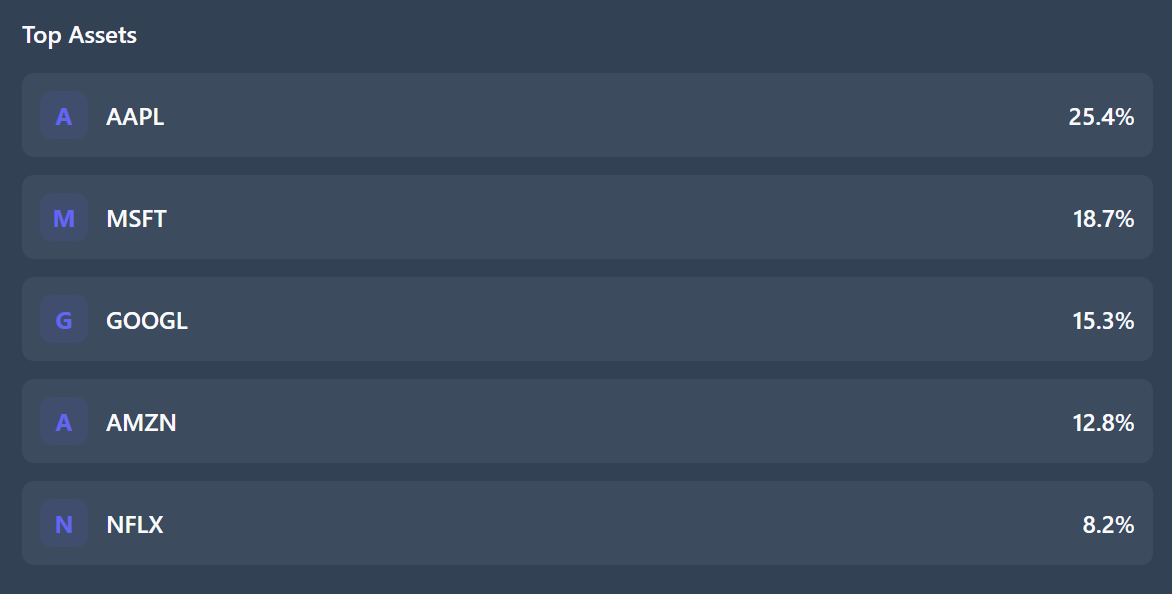 Top Assets
A AAPL 25.4%
M MSFT 18.7%
G GOOGL 15.3%
A AMZN 12.8%
N NFLX 8.2%